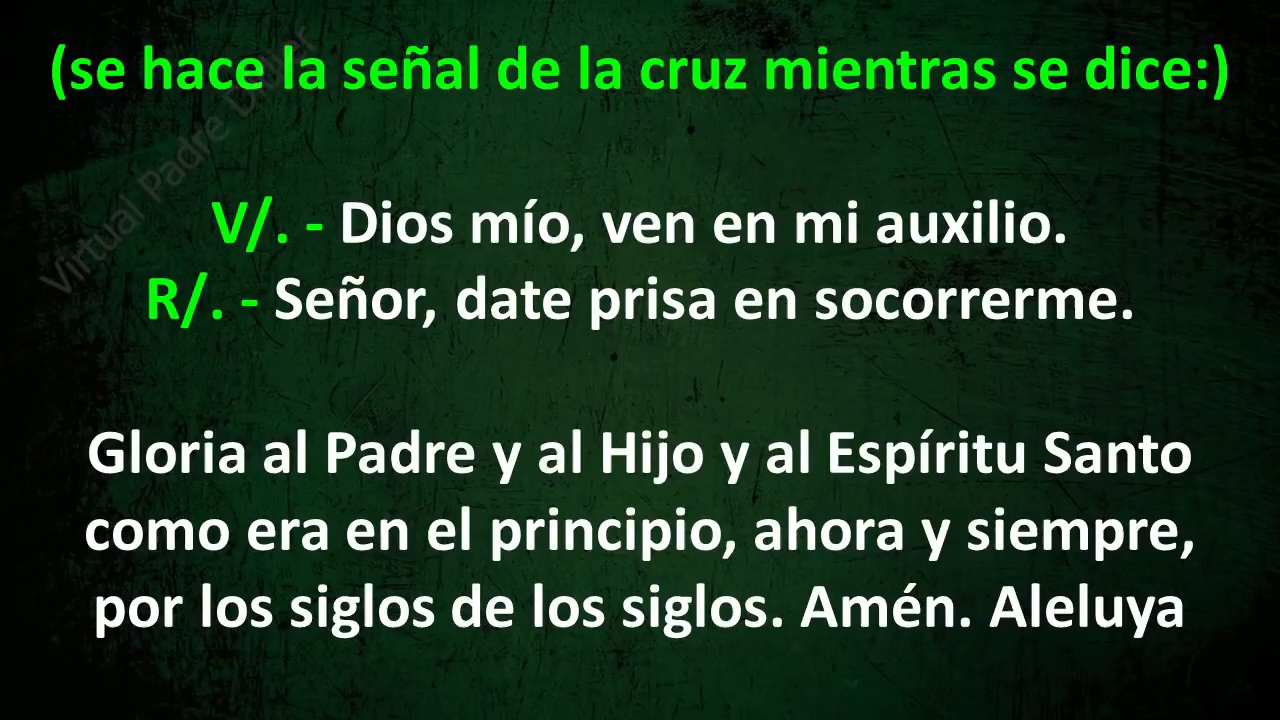 (se hace la señal de la cruz mientras se dice:)
V/. - Dios mío, ven en mi auxilio.
R/. - Señor, date prisa en socorrerme.
Gloria al Padre y al Hijo y al Espíritu Santo
como era en el principio, ahora y siempre,
por los siglos de los siglos. Amén. Aleluya
Virtual Padre